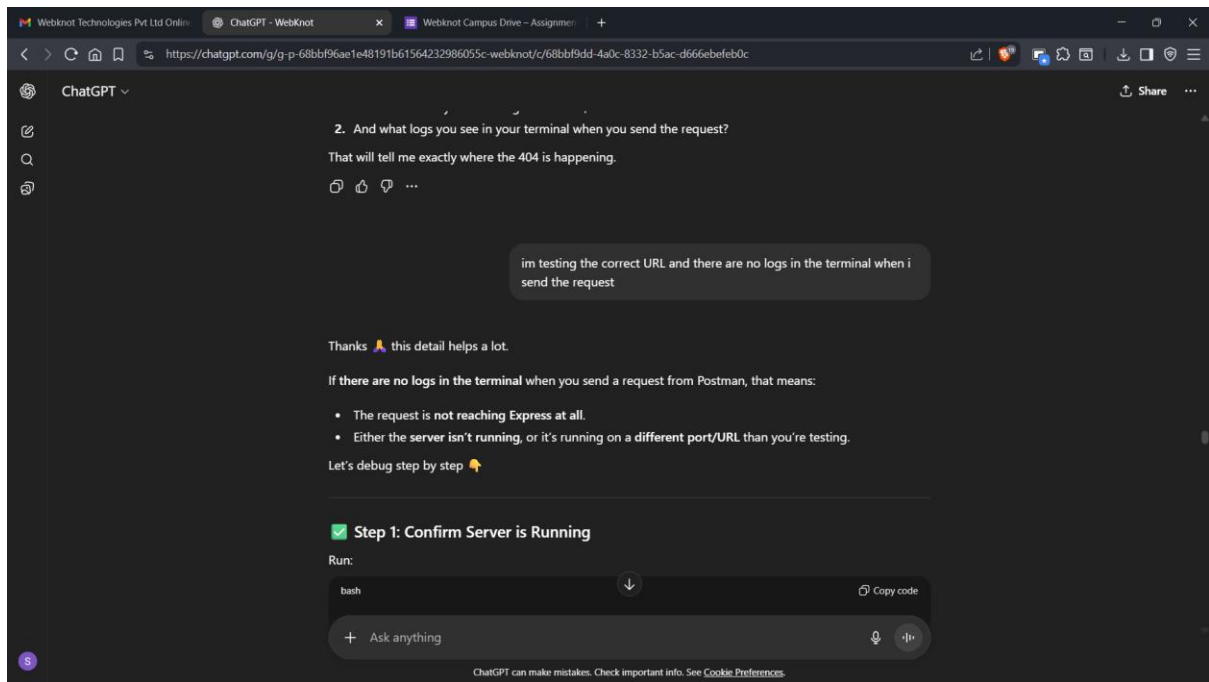 Webknot Technologies Pvt Ltd Onlin
ChatGPT - WebKnot
Webknot Campus Drive – Assignmen
https://chatgpt.com/g/g-p-68bbf96ae1e48191b61564232986055c-webknot/c/68bbf9dd-4a0c-8332-b5ac-d666ebefeb0c
ChatGPT
Share
2. And what logs you see in your terminal when you send the request?
That will tell me exactly where the 404 is happening.
im testing the correct URL and there are no logs in the terminal when i
send the request
Thanks 🙏 this detail helps a lot.
If there are no logs in the terminal when you send a request from Postman, that means:
• The request is not reaching Express at all.
• Either the server isn’t running, or it’s running on a different port/URL than you’re testing.
Let’s debug step by step 👇
✅ Step 1: Confirm Server is Running
Run:
bash
Copy code
Ask anything
S
ChatGPT can make mistakes. Check important info. See Cookie Preferences.